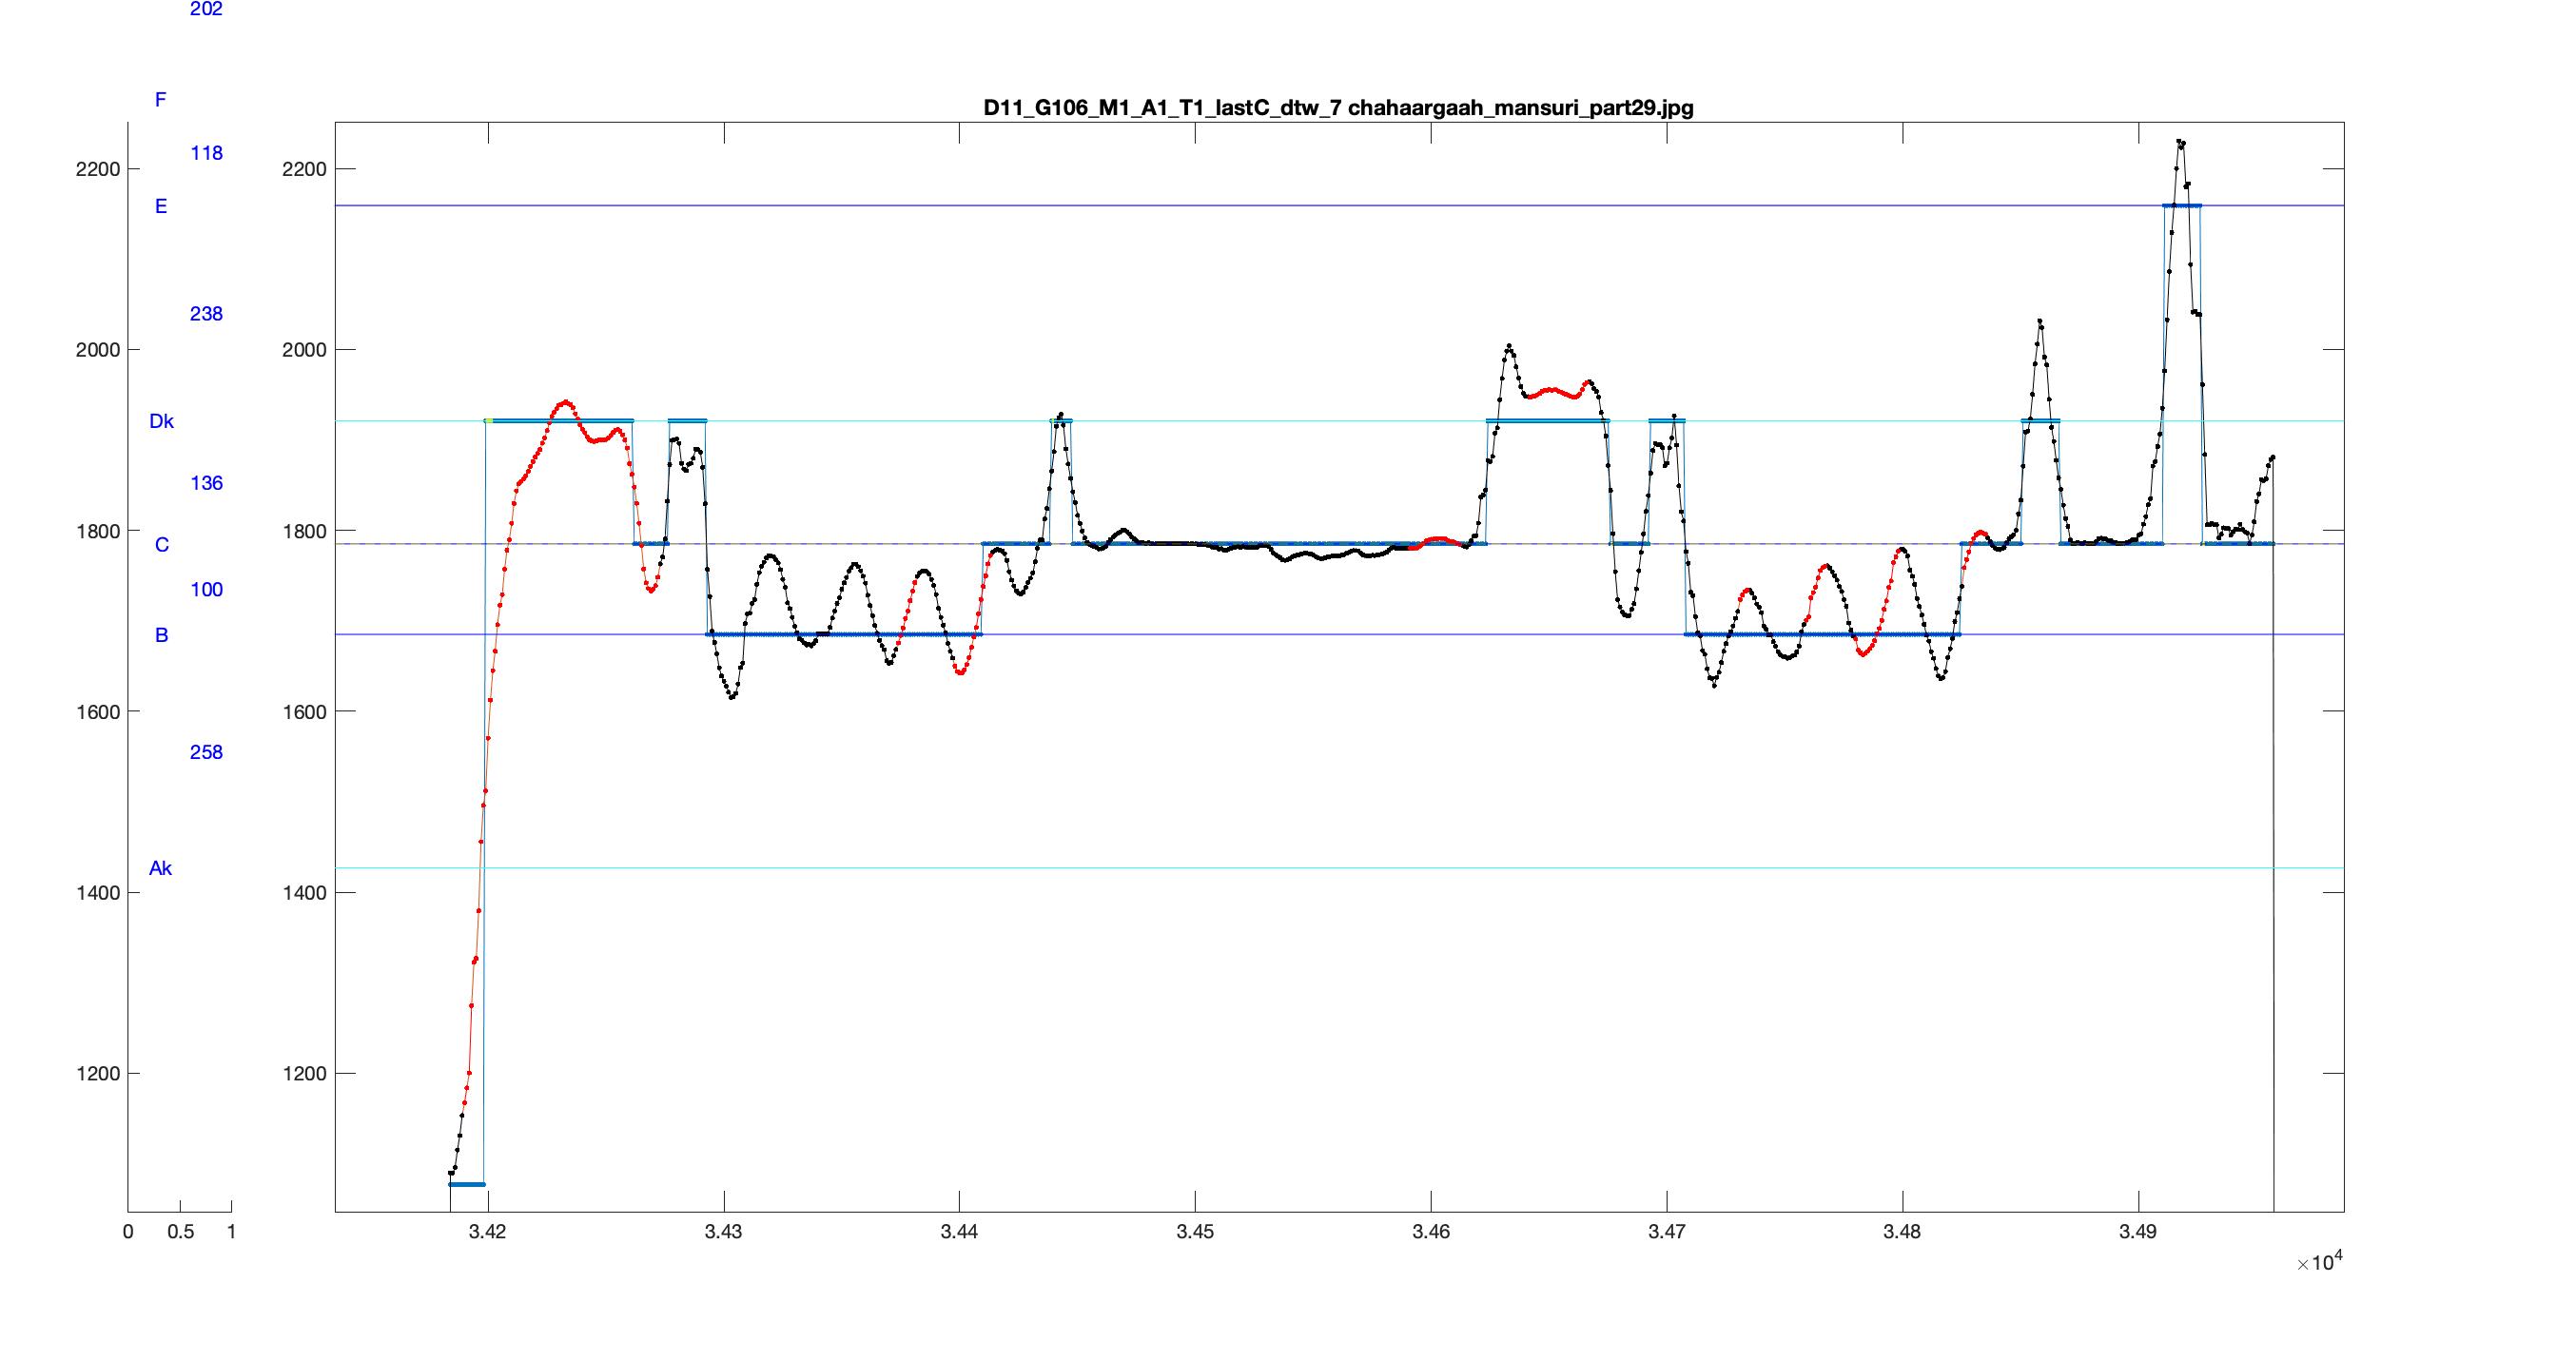 202
F
D11_G106_M1_A1_T1_lastC_dtw_7 chahaargaah_mansuri_part29.jpg
118
2200 2200
E
238
2000 2000
Dk
136
1800 1800
C
100
B
1600 1600
258
Ak
1400 1400
1200 1200
0 0.5 1 3.42 3.43 3.44 3.45 3.46 3.47 3.48 3.49
×10⁴